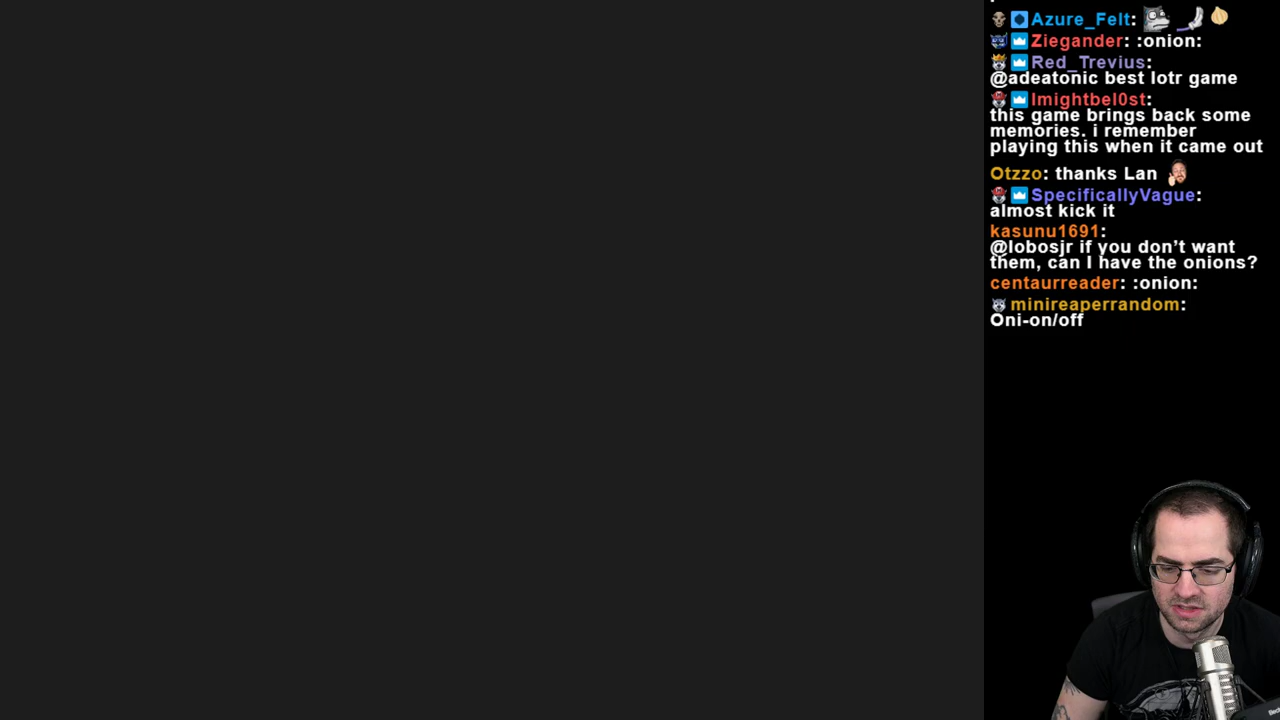 Azure_Felt:
Ziegander: :onion:
Red_Trevius:
@adeatonic best lotr game
Imightbel0st:
this game brings back some
memories. i remember
playing this when it came out
Otzzo: thanks Lan
SpecificallyVague:
almost kick it
kasunu1691:
@lobosjr if you don't want
them, can I have the onions?
centaurreader: :onion:
minireaperrandom:
Oni-on/off